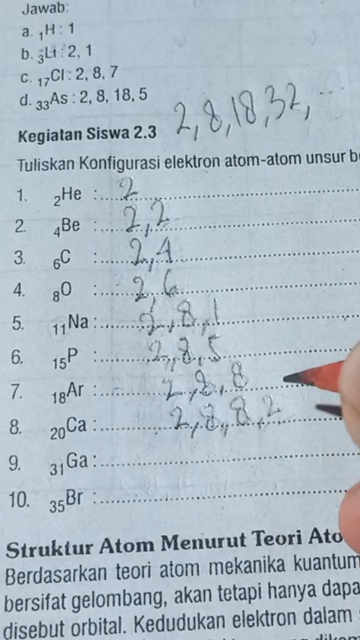 Jawab:
a. ₁H : 1
b. ₃Li : 2, 1
c. ₁₇Cl : 2, 8, 7
d. ₃₃As : 2, 8, 18, 5
2, 8, 18, 32, ...
Kegiatan Siswa 2.3
Tuliskan Konfigurasi elektron atom-atom unsur b
1. ₂He : 2
2. ₄Be : 2, 2
3. ₆C : 2, 4
4. ₈O : 2, 6
5. ₁₁Na : 2, 8, 1
6. ₁₅P : 2, 8, 5
7. ₁₈Ar : 2, 8, 8
8. ₂₀Ca : 2, 8, 8, 2
9. ₃₁Ga :
10. ₃₅Br :
Struktur Atom Menurut Teori Ato
Berdasarkan teori atom mekanika kuantum
bersifat gelombang, akan tetapi hanya dapa
disebut orbital. Kedudukan elektron dalam